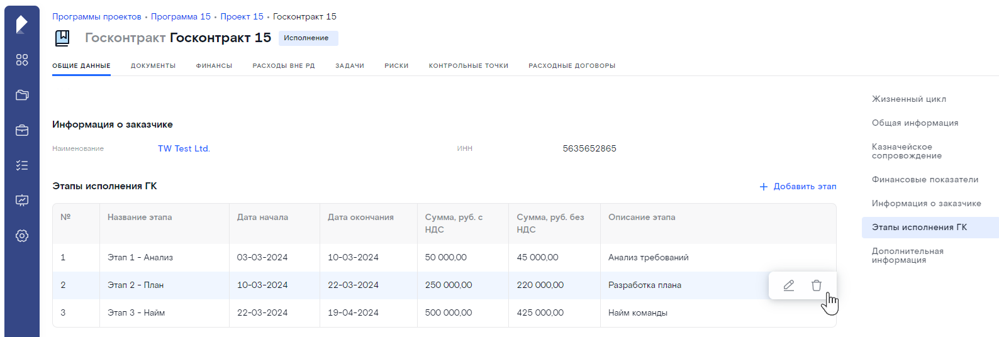 Программы проектов • Программа 15 • Проект 15 • Госконтракт 15
Госконтракт Госконтракт 15 Исполнение
ОБЩИЕ ДАННЫЕ ДОКУМЕНТЫ ФИНАНСЫ РАСХОДЫ ВНЕ РД ЗАДАЧИ РИСКИ КОНТРОЛЬНЫЕ ТОЧКИ РАСХОДНЫЕ ДОГОВОРЫ
Информация о заказчике
Наименование TW Test Ltd. ИНН 5635652865
Этапы исполнения ГК + Добавить этап
№ Название этапа Дата начала Дата окончания Сумма, руб. с НДС Сумма, руб. без НДС Описание этапа
1 Этап 1 - Анализ 03-03-2024 10-03-2024 50 000,00 45 000,00 Анализ требований
2 Этап 2 - План 10-03-2024 22-03-2024 250 000,00 220 000,00 Разработка плана
3 Этап 3 - Найм 22-03-2024 19-04-2024 500 000,00 425 000,00 Найм команды
Жизненный цикл
Общая информация
Казначейское
сопровождение
Финансовые показатели
Информация о заказчике
Этапы исполнения ГК
Дополнительная
информация